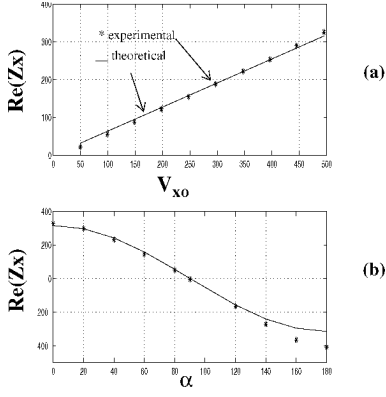 400
300
200
100
0
Re(Zx)
* experimental
— theoretical
0 50 100 150 200 250 300 350 400 450 500
Vxo
(a)
400
200
0
200
400
Re(Zx)
0 20 40 60 80 100 120 140 160 180
α
(b)